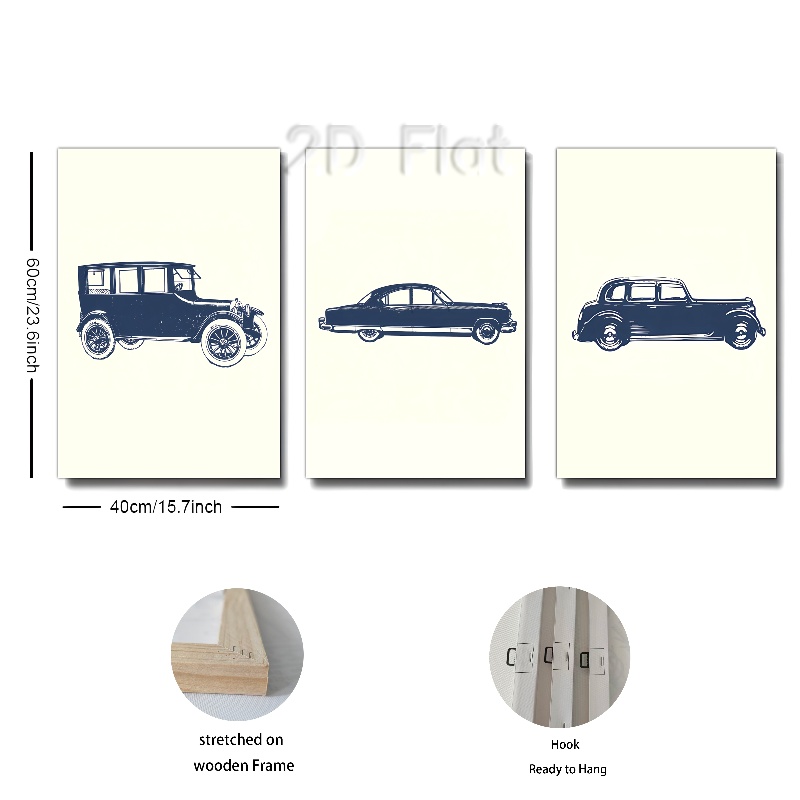 2D Flat
60cm/23.6inch
40cm/15.7inch
stretched on
wooden Frame
Hook
Ready to Hang